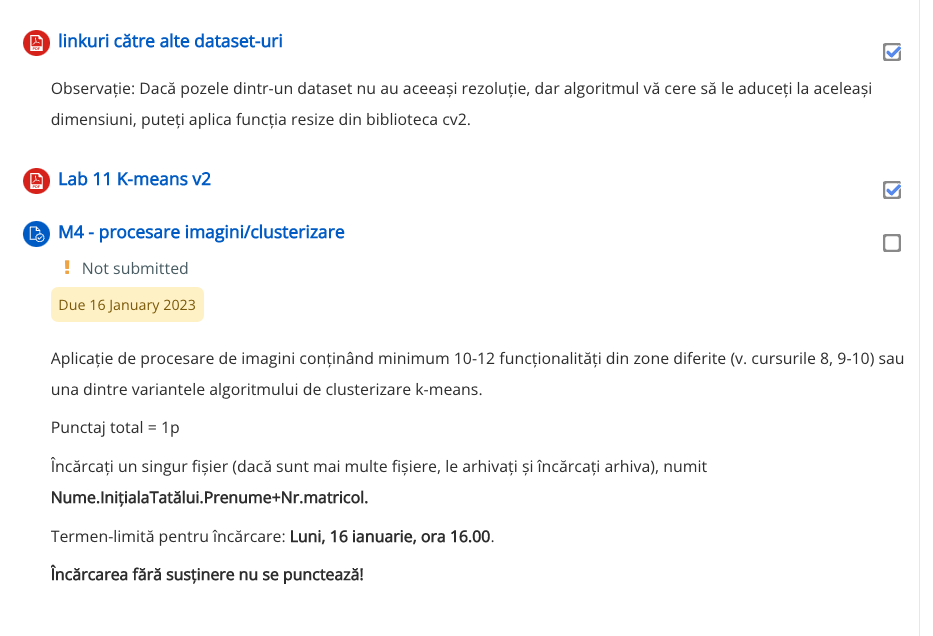 linkuri către alte dataset-uri
Observație: Dacă pozele dintr-un dataset nu au aceeași rezoluție, dar algoritmul vă cere să le aduceți la aceleași
dimensiuni, puteți aplica funcția resize din biblioteca cv2.
Lab 11 K-means v2
M4 - procesare imagini/clusterizare
Not submitted
Due 16 January 2023
Aplicație de procesare de imagini conținând minimum 10-12 funcționalități din zone diferite (v. cursurile 8, 9-10) sau
una dintre variantele algoritmului de clusterizare k-means.
Punctaj total = 1p
Încărcați un singur fișier (dacă sunt mai multe fișiere, le arhivați și încărcați arhiva), numit
Nume.InițialaTatălui.Prenume+Nr.matricol.
Termen-limită pentru încărcare: Luni, 16 ianuarie, ora 16.00.
Încărcarea fără susținere nu se punctează!